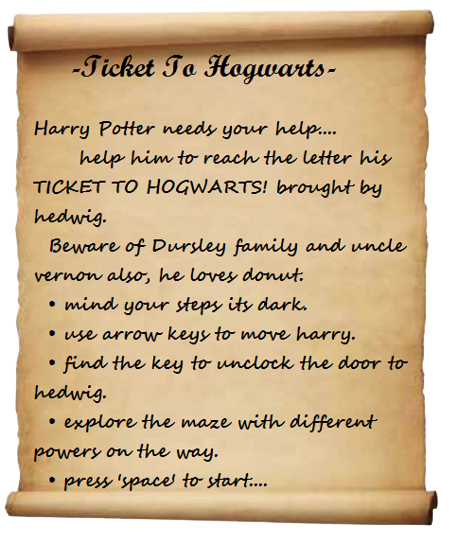 -Ticket To Hogwarts-
Harry Potter needs your help....
help him to reach the letter his
TICKET TO HOGWARTS! brought by
hedwig.
Beware of Dursley family and uncle
vernon also, he loves donut.
• mind your steps its dark.
• use arrow keys to move harry.
• find the key to unclock the door to
hedwig.
• explore the maze with different
powers on the way.
• press 'space' to start....